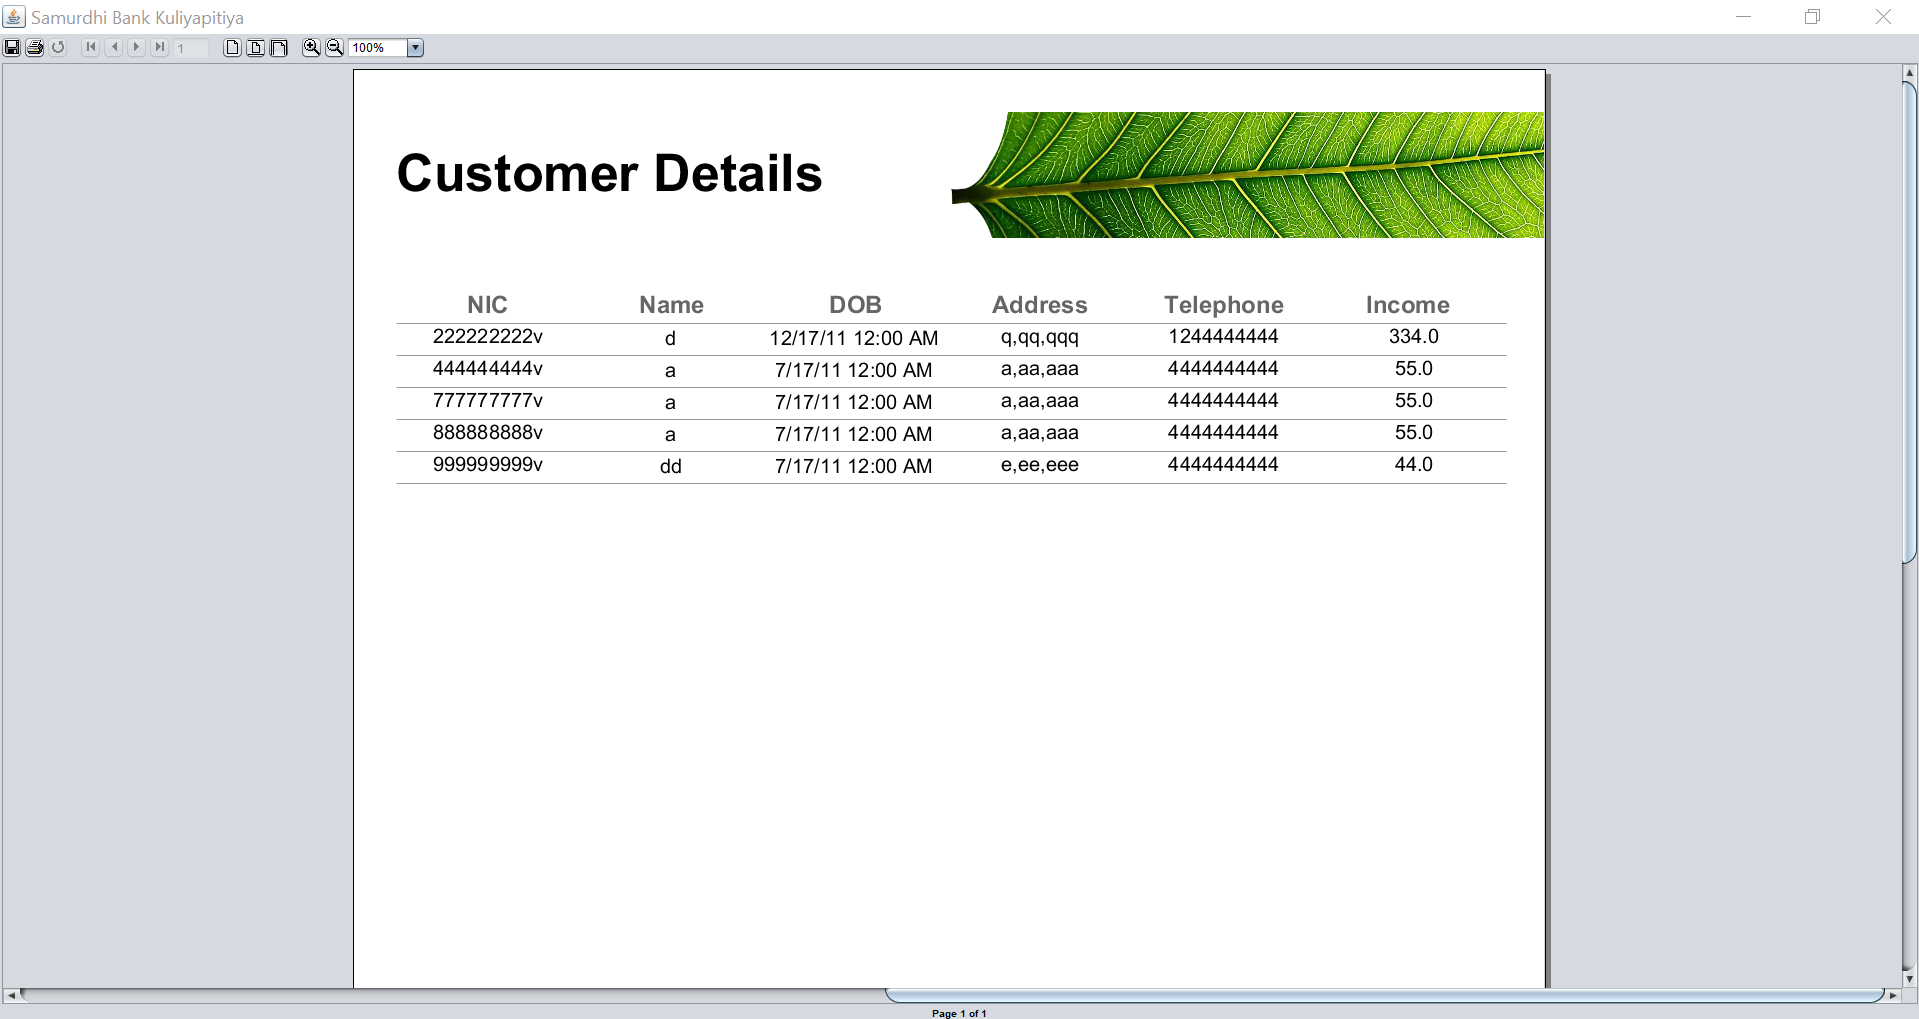 Samurdhi Bank Kuliyapitiya
1 100%
Customer Details
NIC Name DOB Address Telephone Income
222222222v d 12/17/11 12:00 AM q,qq,qqq 1244444444 334.0
444444444v a 7/17/11 12:00 AM a,aa,aaa 4444444444 55.0
777777777v a 7/17/11 12:00 AM a,aa,aaa 4444444444 55.0
888888888v a 7/17/11 12:00 AM a,aa,aaa 4444444444 55.0
999999999v dd 7/17/11 12:00 AM e,ee,eee 4444444444 44.0
Page 1 of 1